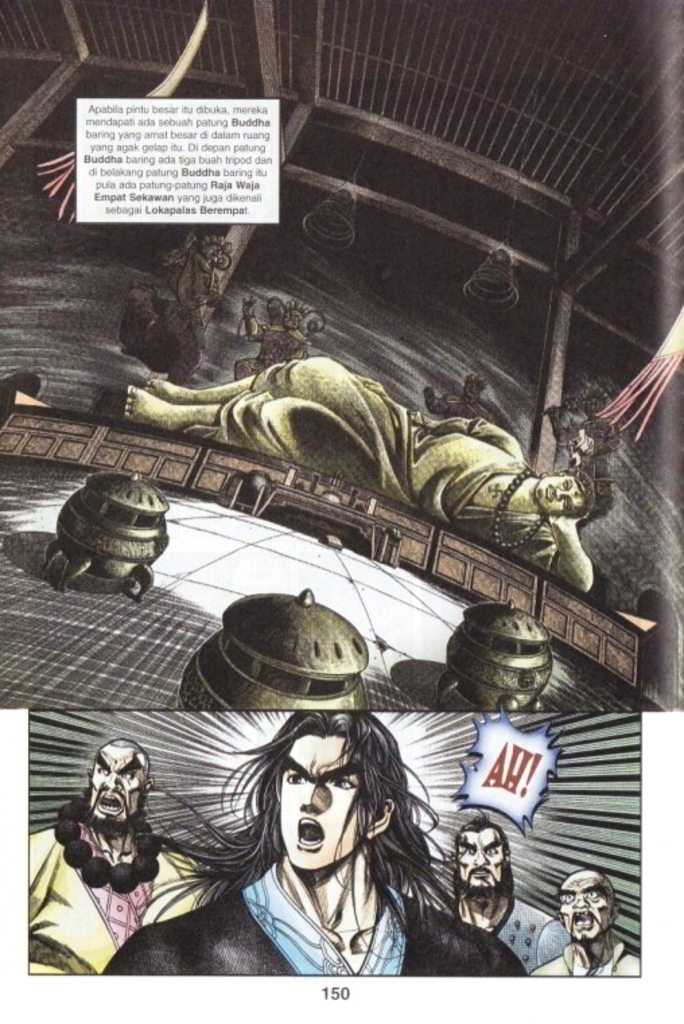 Apabila pintu besar itu dibuka, mereka
mendapati ada sebuah patung Buddha
baring yang amat besar di dalam ruang
yang agak gelap itu. Di depan patung
Buddha baring ada tiga buah tripod dan
di belakang patung Buddha baring itu
pula ada patung-patung Raja Waja
Empat Sekawan yang juga dikenali
sebagai Lokapalas Berempat.
AH!
150